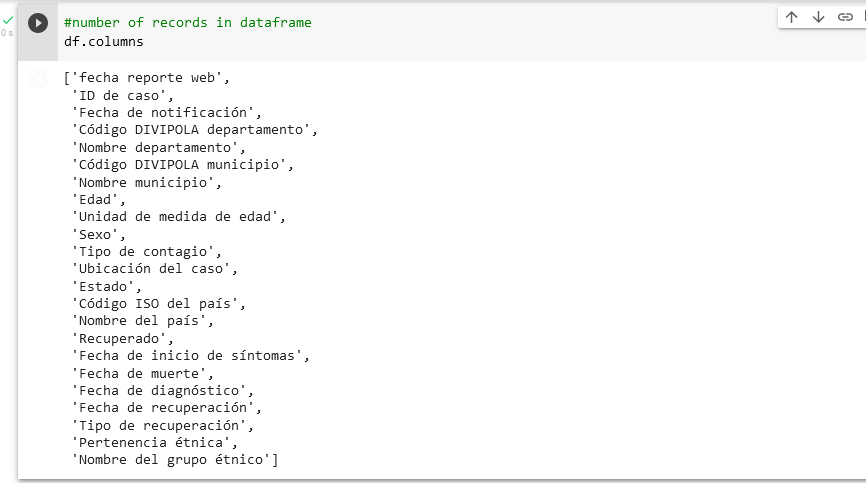 #number of records in dataframe
df.columns
0 s
['fecha reporte web',
'ID de caso',
'Fecha de notificación',
'Código DIVIPOLA departamento',
'Nombre departamento',
'Código DIVIPOLA municipio',
'Nombre municipio',
'Edad',
'Unidad de medida de edad',
'Sexo',
'Tipo de contagio',
'Ubicación del caso',
'Estado',
'Código ISO del país',
'Nombre del país',
'Recuperado',
'Fecha de inicio de síntomas',
'Fecha de muerte',
'Fecha de diagnóstico',
'Fecha de recuperación',
'Tipo de recuperación',
'Pertenencia étnica',
'Nombre del grupo étnico']